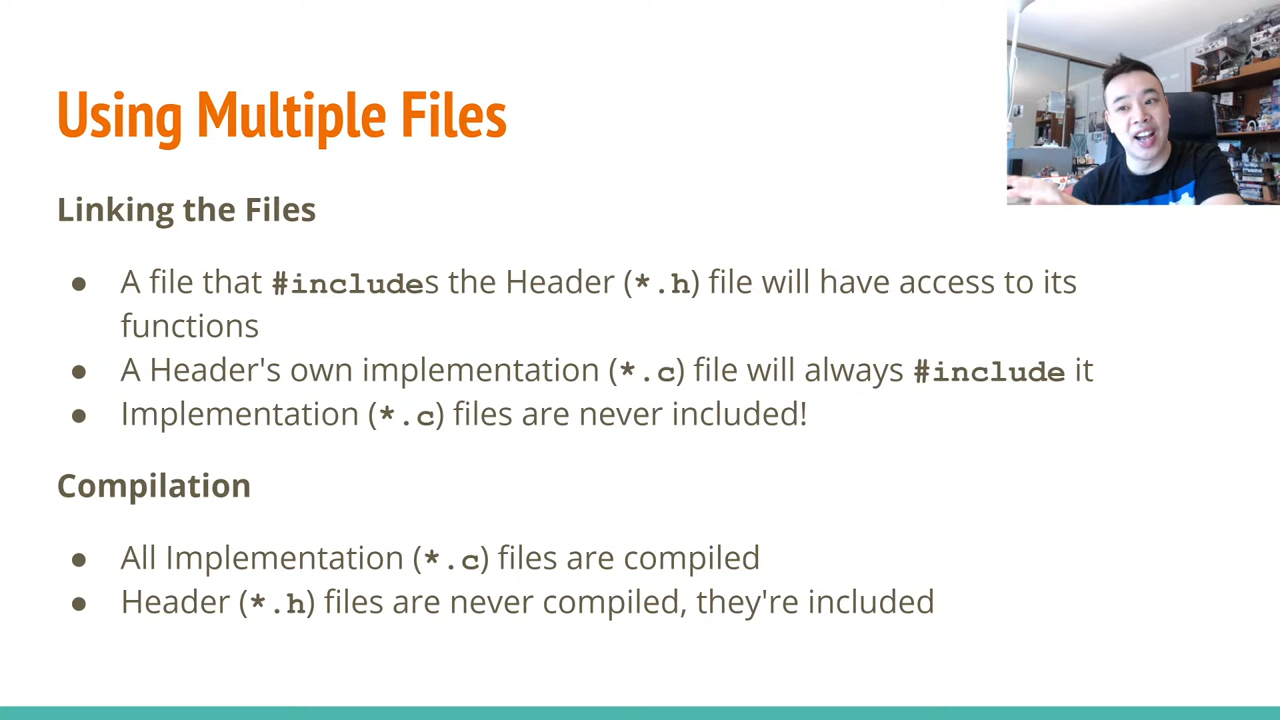 Using Multiple Files
Linking the Files
● A file that #includes the Header (*.h) file will have access to its
functions
● A Header's own implementation (*.c) file will always #include it
● Implementation (*.c) files are never included!
Compilation
● All Implementation (*.c) files are compiled
● Header (*.h) files are never compiled, they're included